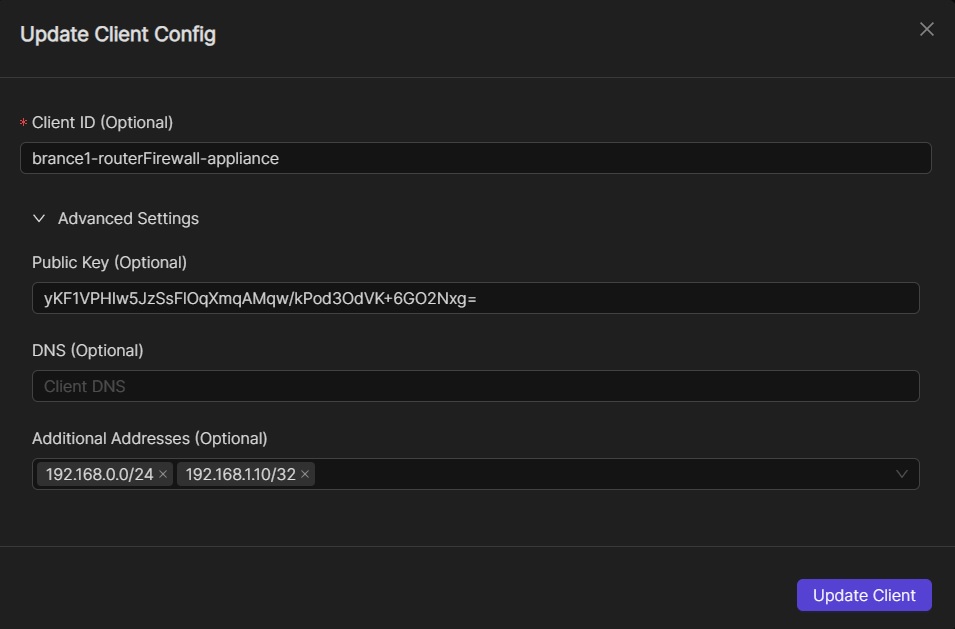 Update Client Config
* Client ID (Optional)
brance1-routerFirewall-appliance
Advanced Settings
Public Key (Optional)
yKF1VPHIw5JzSsFlOqXmqAMqw/kPod3OdVK+6GO2Nxg=
DNS (Optional)
Client DNS
Additional Addresses (Optional)
192.168.0.0/24 × 192.168.1.10/32 ×
Update Client